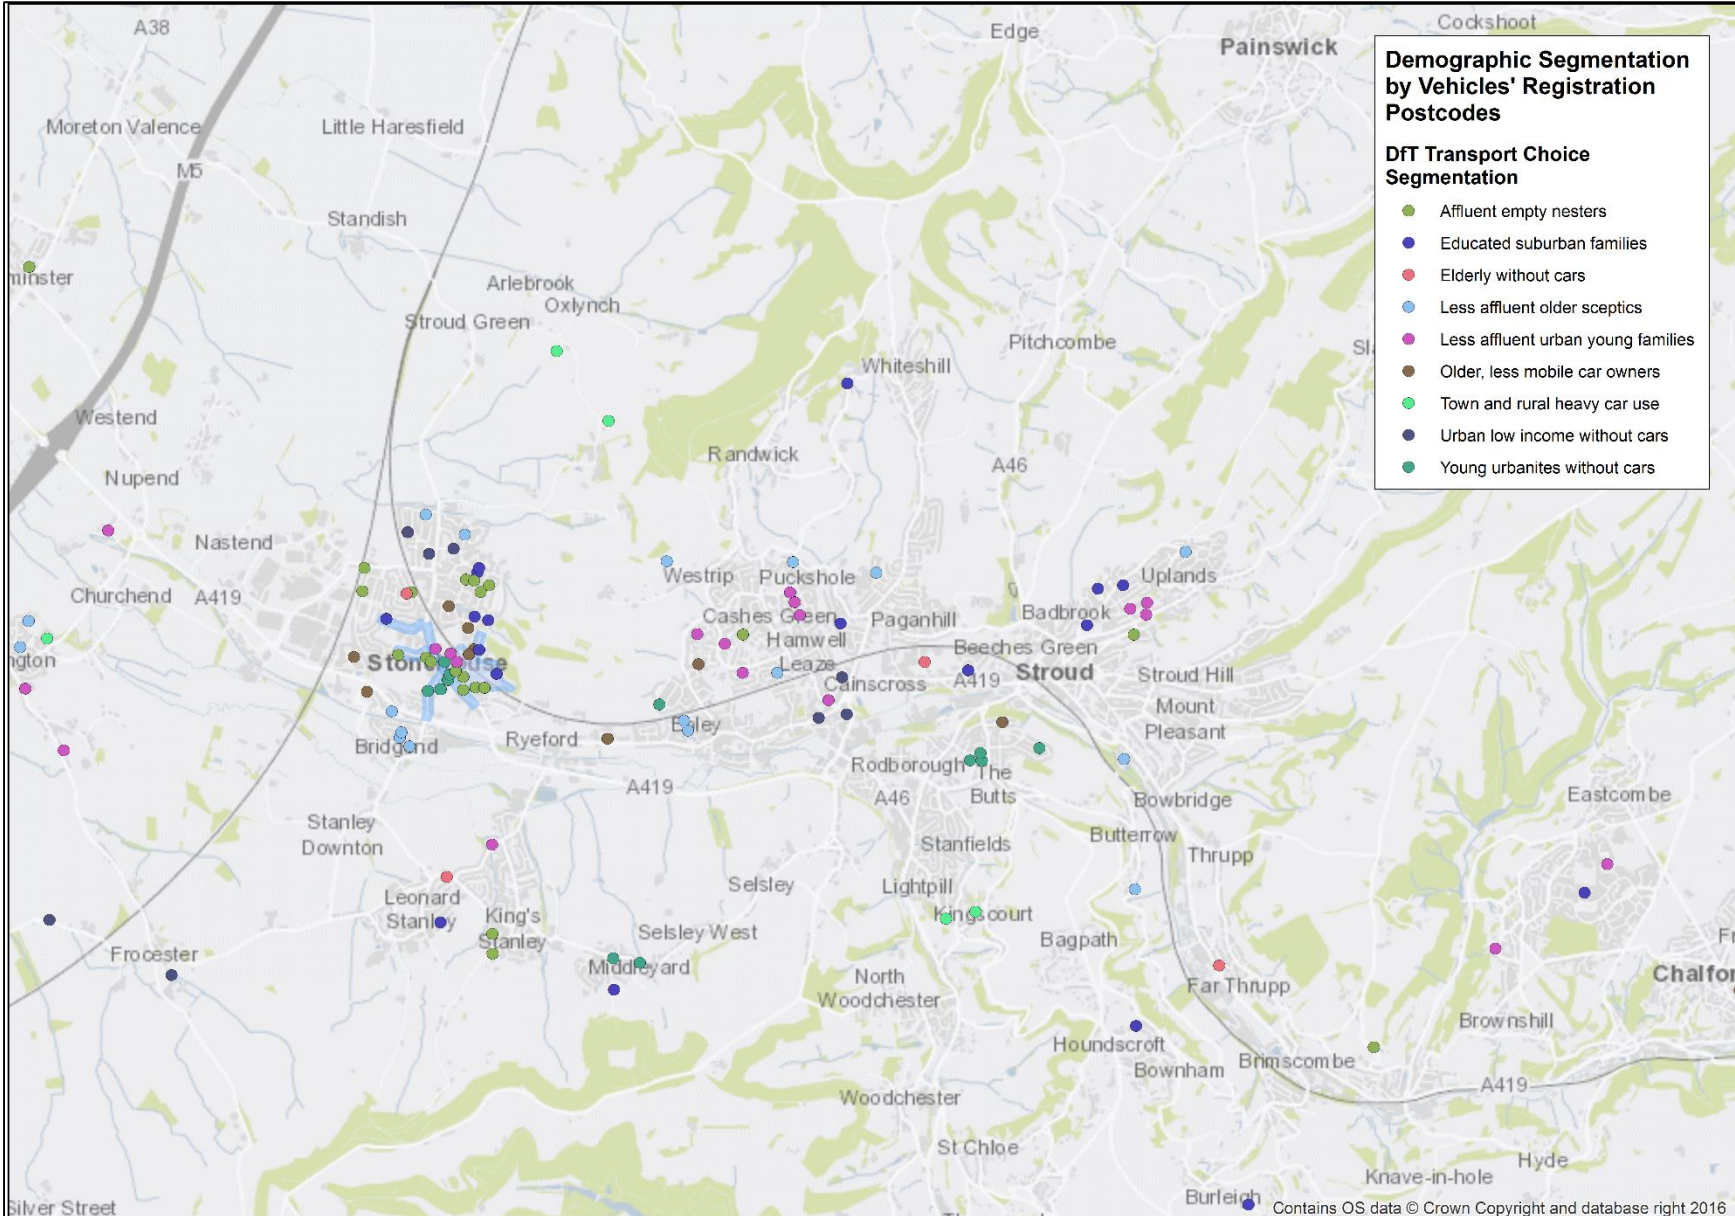 Cockshoot
A38
Edge
Painswick
Demographic Segmentation
by Vehicles' Registration
Postcodes
DfT Transport Choice
Segmentation
Affluent empty nesters
Educated suburban families
Elderly without cars
Less affluent older sceptics
Less affluent urban young families
Older, less mobile car owners
Town and rural heavy car use
Urban low income without cars
Young urbanites without cars
Moreton Valence
Little Haresfield
M5
Standish
minster
Arlebrook
Oxlynch
Stroud Green
Pitchcombe
Sla
Whiteshill
Westend
Randwick
A46
Nupend
Nastend
Westrip
Puckshole
Uplands
Churchend
A419
Cashes Green
Paganhill
Badbrook
Hamwell
Leaze
Beeches Green
ngton
Stonehouse
Stroud
Stroud Hill
Cainscross
A419
Mount
Pleasant
Ebley
Bridgend
Ryeford
Rodborough
The
Butts
A419
A46
Bowbridge
Eastcombe
Stanley
Downton
Stanfields
Butterrow
Thrupp
Selsley
Lightpill
Leonard
Stanley
King's
Stanley
Kingscourt
Selsley West
Bagpath
Frocester
Middleyard
North
Woodchester
Far Thrupp
Fr
Chalfor
Brownshill
Houndscroft
Brimscombe
Bownham
A419
Woodchester
St Chloe
Hyde
Knave-in-hole
Burleigh
Silver Street
Contains OS data © Crown Copyright and database right 2016